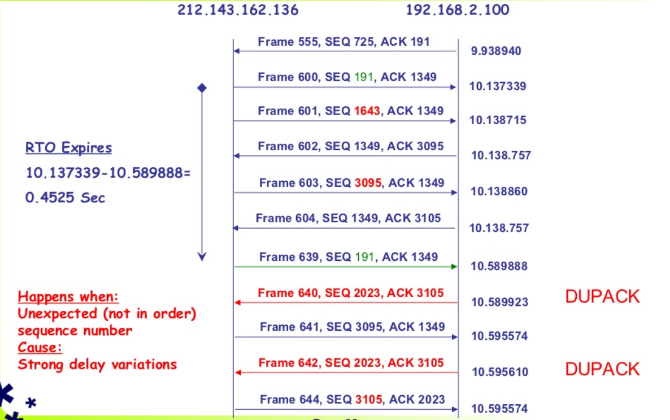 212.143.162.136 192.168.2.100
Frame 555, SEQ 725, ACK 191
9.938940
Frame 600, SEQ 191, ACK 1349
10.137339
Frame 601, SEQ 1643, ACK 1349
10.138715
RTO Expires
10.137339-10.589888=
0.4525 Sec
Frame 602, SEQ 1349, ACK 3095
10.138.757
Frame 603, SEQ 3095, ACK 1349
10.138860
Frame 604, SEQ 1349, ACK 3105
10.138.757
Frame 639, SEQ 191, ACK 1349
10.589888
Happens when:
Unexpected (not in order)
sequence number
Cause:
Strong delay variations
Frame 640, SEQ 2023, ACK 3105
10.589923
DUPACK
Frame 641, SEQ 3095, ACK 1349
10.595574
Frame 642, SEQ 2023, ACK 3105
10.595610
DUPACK
Frame 644, SEQ 3105, ACK 2023
10.595574